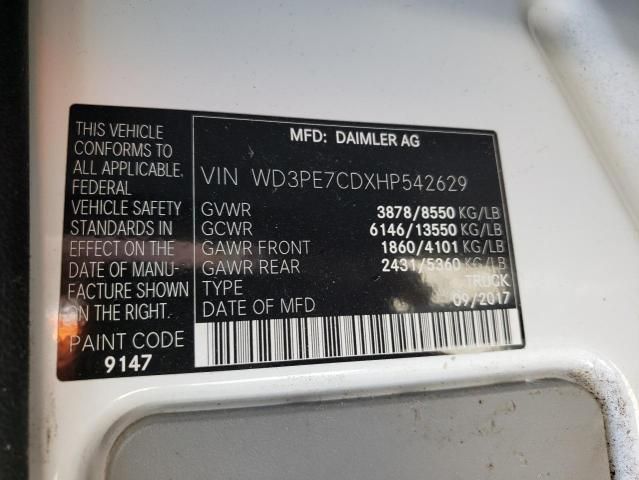 THIS VEHICLE
CONFORMS TO
ALL APPLICABLE,
FEDERAL
VEHICLE SAFETY
STANDARDS IN
EFFECT ON THE
DATE OF MANU-
FACTURE SHOWN
ON THE RIGHT.
PAINT CODE
9147
MFD: DAIMLER AG
VIN WD3PE7CDXHP542629
GVWR 3878/8550 KG/LB
GCWR 6146/13550 KG/LB
GAWR FRONT 1860/4101 KG/LB
GAWR REAR 2431/5360 KG/LB
TYPE TRUCK
DATE OF MFD 09/2017